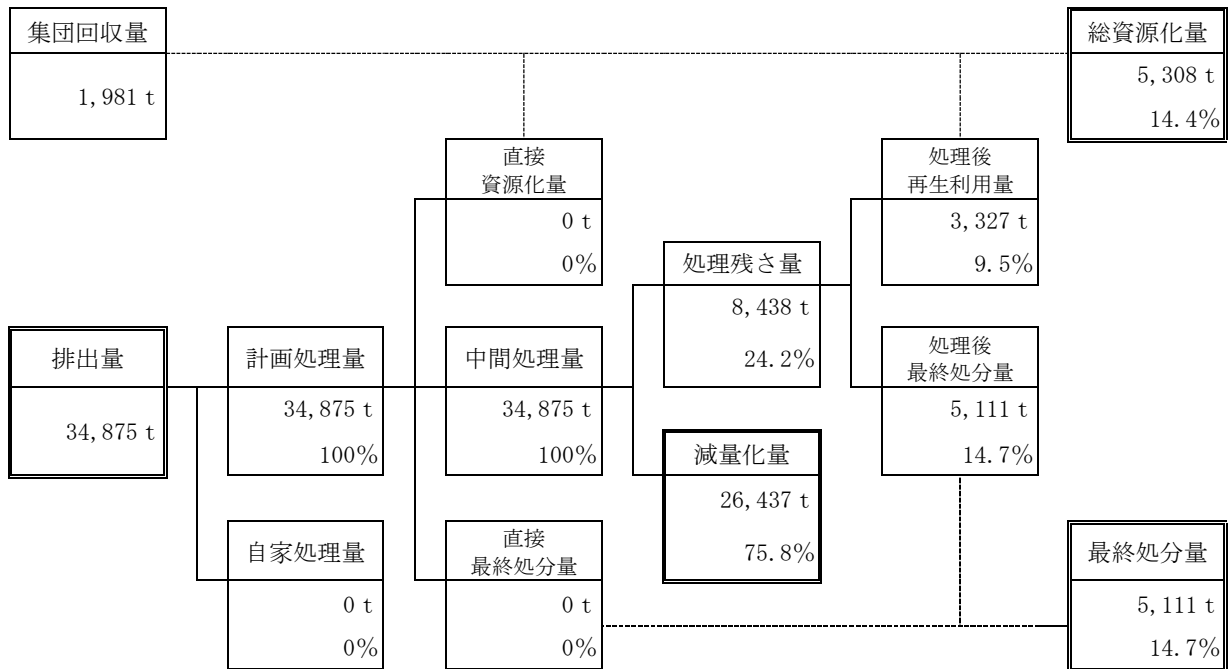 集団回収量
1,981 t
総資源化量
5,308 t
14.4%
直接
資源化量
0 t
0%
処理後
再生利用量
3,327 t
9.5%
処理残さ量
8,438 t
24.2%
排出量
34,875 t
計画処理量
34,875 t
100%
中間処理量
34,875 t
100%
処理後
最終処分量
5,111 t
14.7%
減量化量
26,437 t
75.8%
自家処理量
0 t
0%
直接
最終処分量
0 t
0%
最終処分量
5,111 t
14.7%